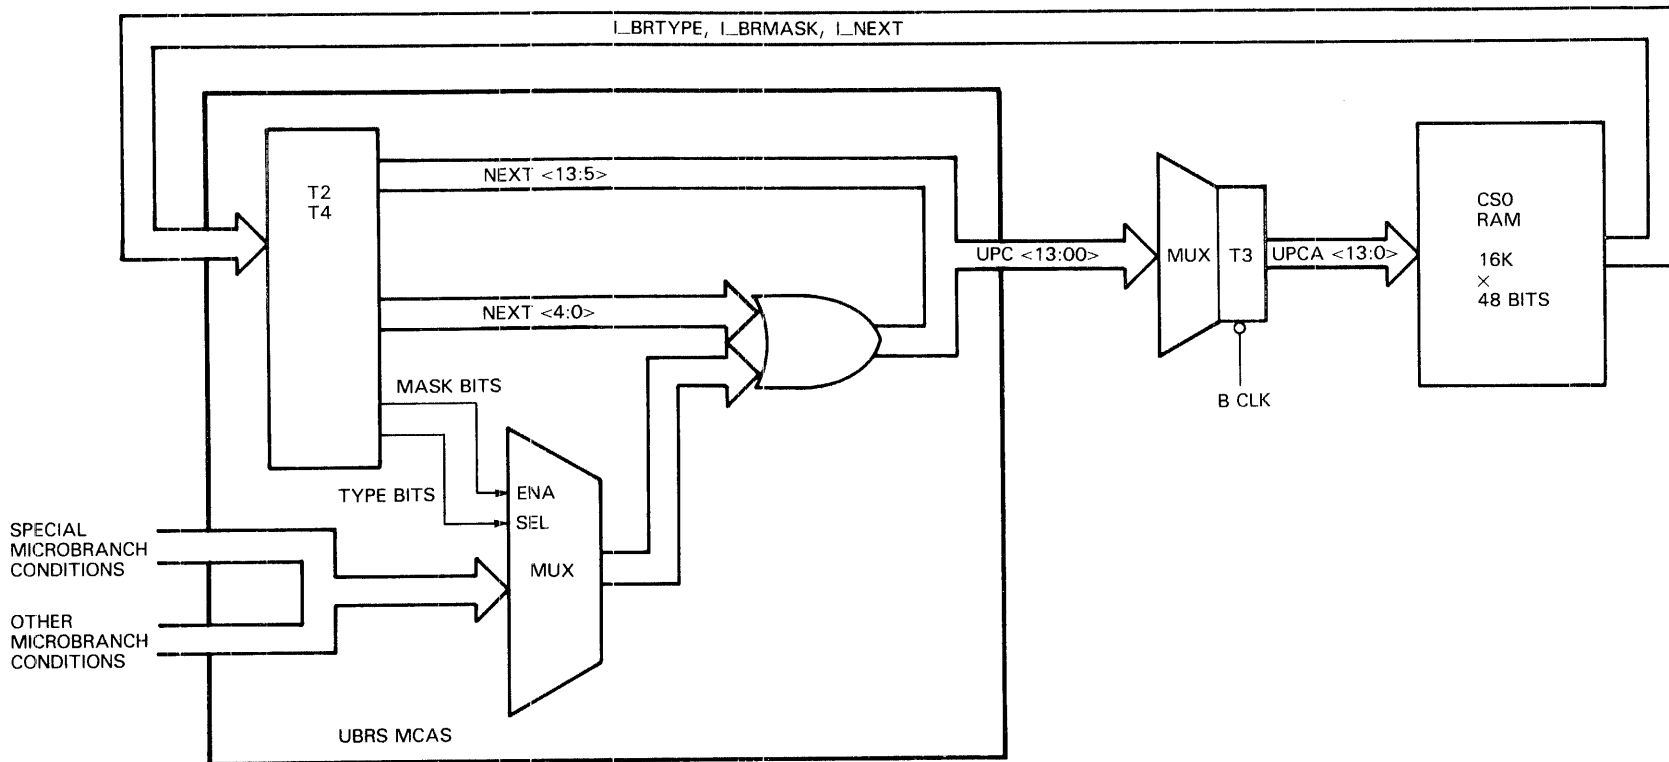 I_BRTYPE, I_BRMASK, I_NEXT
T2
T4
NEXT <13:5>
NEXT <4:0>
MASK BITS
TYPE BITS
ENA
SEL
MUX
SPECIAL
MICROBRANCH
CONDITIONS
OTHER
MICROBRANCH
CONDITIONS
UBRS MCAS
UPC <13:00>
MUX
T3
B CLK
UPCA <13:0>
CS0
RAM
16K
×
48 BITS